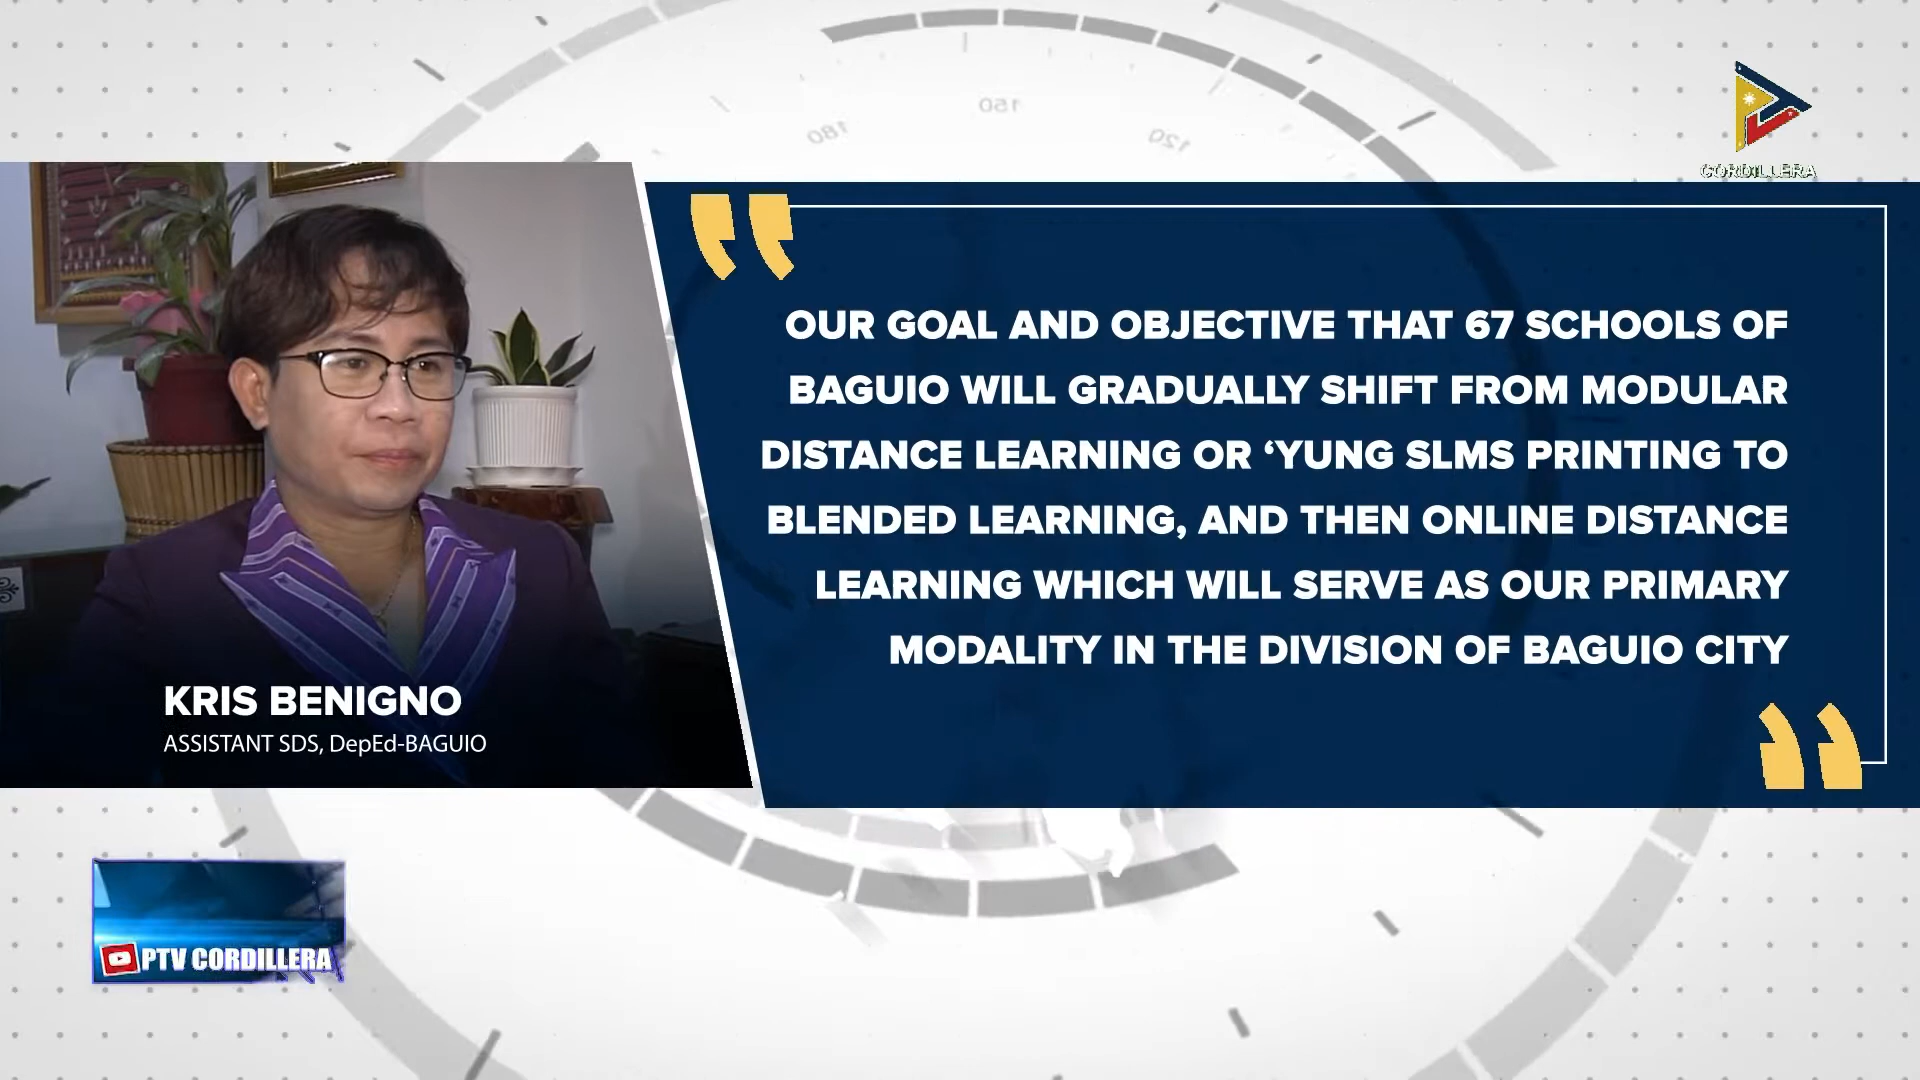 180
150
120
CORDILLERA
OUR GOAL AND OBJECTIVE THAT 67 SCHOOLS OF
BAGUIO WILL GRADUALLY SHIFT FROM MODULAR
DISTANCE LEARNING OR ‘YUNG SLMS PRINTING TO
BLENDED LEARNING, AND THEN ONLINE DISTANCE
LEARNING WHICH WILL SERVE AS OUR PRIMARY
MODALITY IN THE DIVISION OF BAGUIO CITY
KRIS BENIGNO
ASSISTANT SDS, DepEd-BAGUIO
PTV CORDILLERA